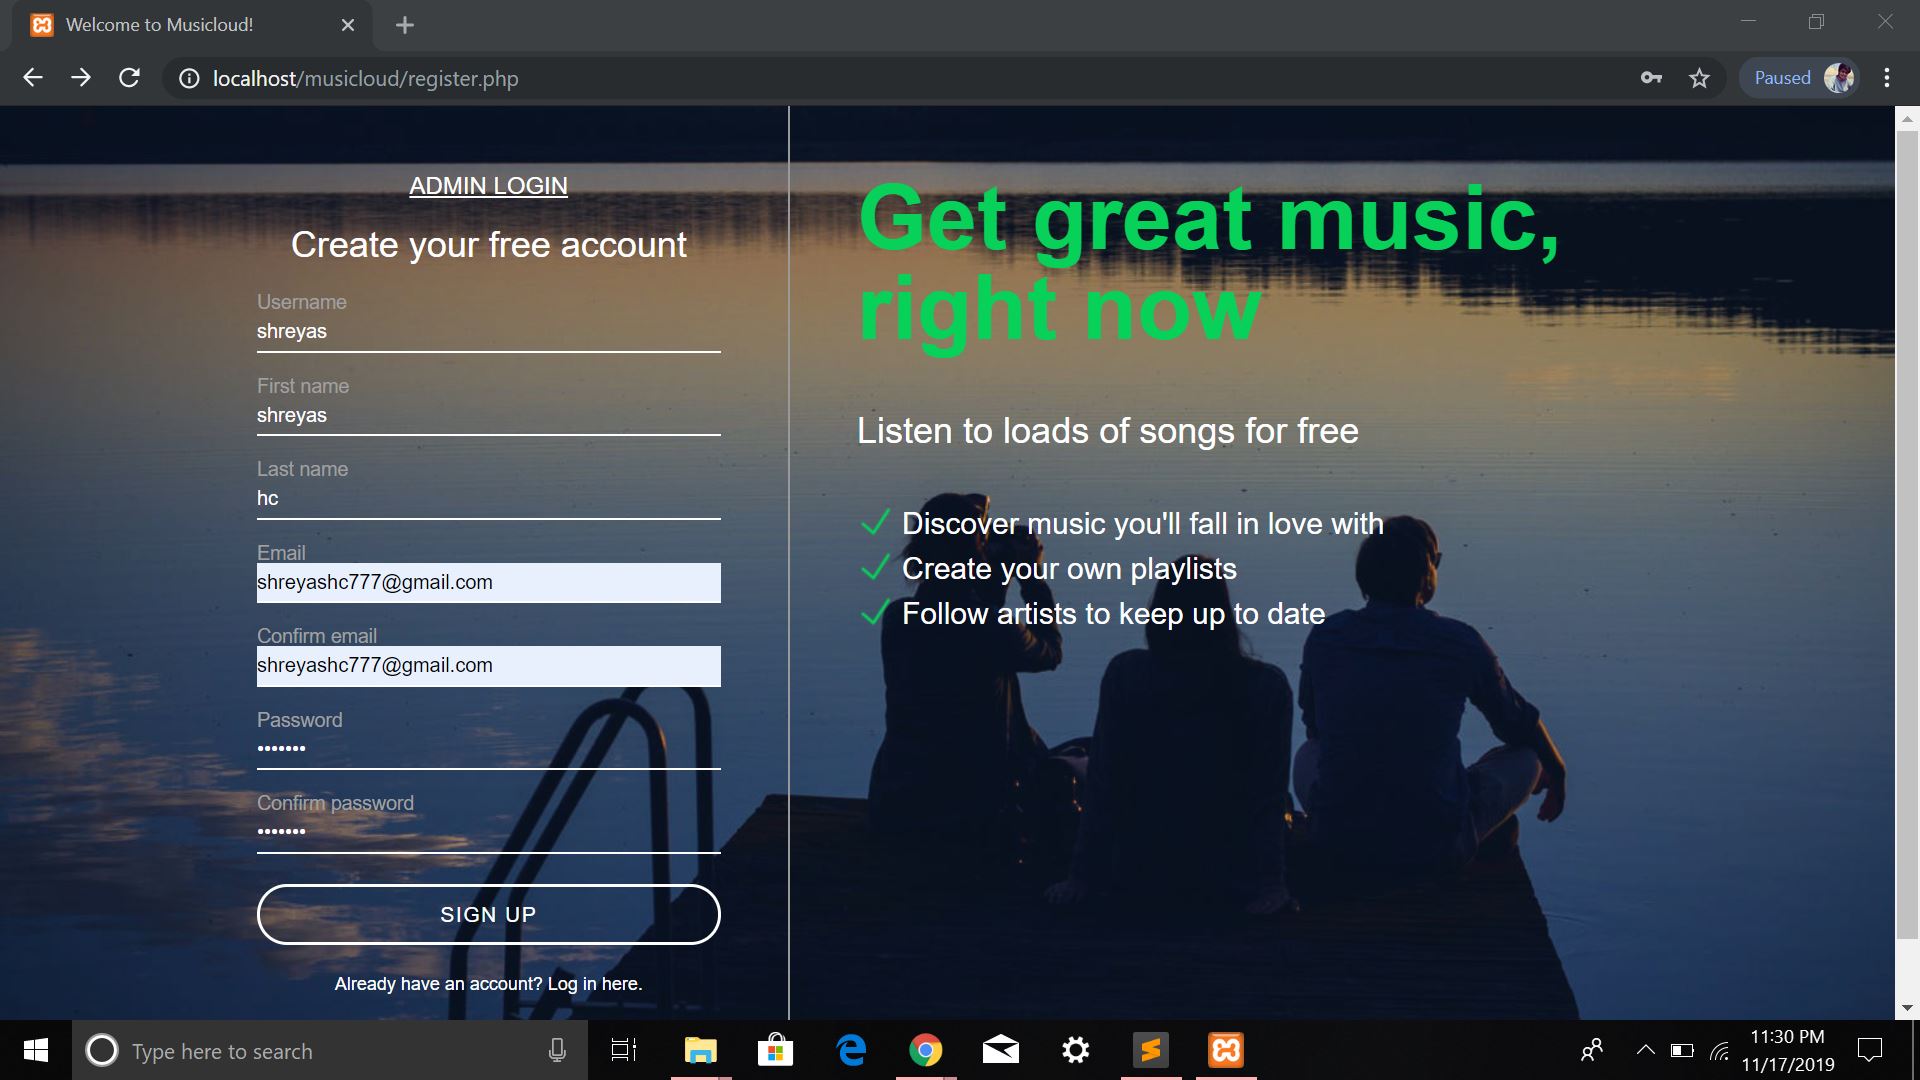 Welcome to Musicloud!
localhost/musicloud/register.php
Paused
ADMIN LOGIN
Create your free account
Username
shreyas
First name
shreyas
Last name
hc
Email
shreyashc777@gmail.com
Confirm email
shreyashc777@gmail.com
Password
•••••••
Confirm password
•••••••
SIGN UP
Already have an account? Log in here.
Get great music,
right now
Listen to loads of songs for free
Discover music you'll fall in love with
Create your own playlists
Follow artists to keep up to date
Type here to search
11:30 PM
11/17/2019